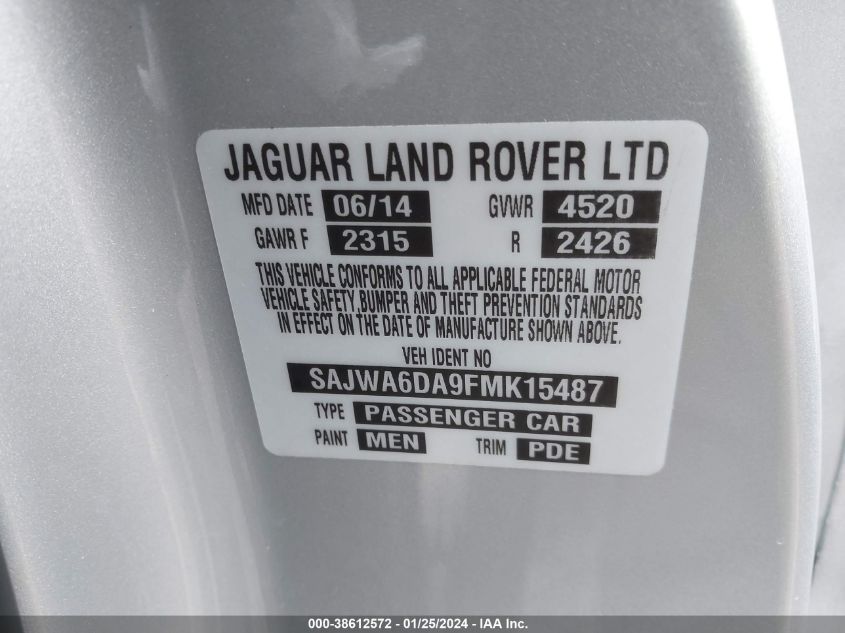 JAGUAR LAND ROVER LTD
MFD DATE 06/14 GVWR 4520
GAWR F 2315 R 2426
THIS VEHICLE CONFORMS TO ALL APPLICABLE FEDERAL MOTOR
VEHICLE SAFETY,BUMPER AND THEFT PREVENTION STANDARDS
IN EFFECT ON THE DATE OF MANUFACTURE SHOWN ABOVE.
VEH IDENT NO
SAJWA6DA9FMK15487
TYPE PASSENGER CAR
PAINT MEN TRIM PDE
000-38612572 - 01/25/2024 - IAA Inc.